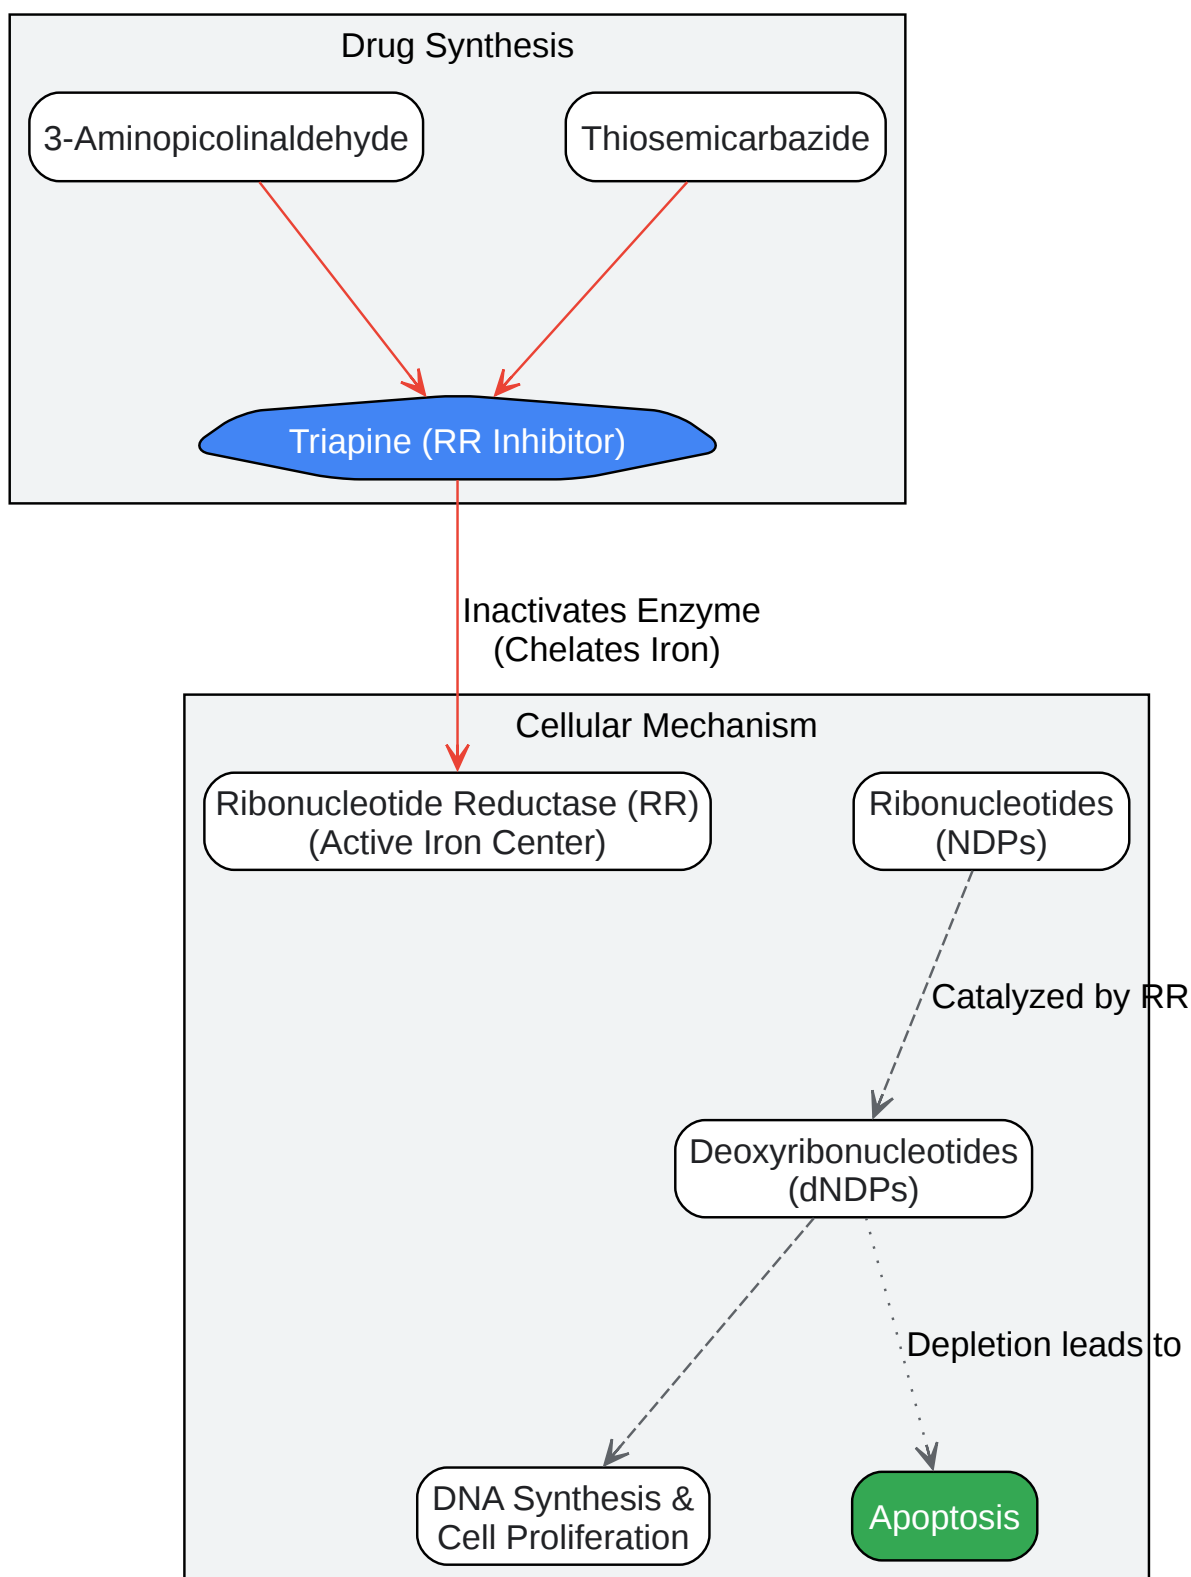 Drug Synthesis
3-Aminopicolinaldehyde
Thiosemicarbazide
Triapine (RR Inhibitor)
Inactivates Enzyme
(Chelates Iron)
Cellular Mechanism
Ribonucleotide Reductase (RR)
(Active Iron Center)
Ribonucleotides
(NDPs)
Catalyzed by RR
Deoxyribonucleotides
(dNDPs)
Depletion leads to
DNA Synthesis &
Cell Proliferation
Apoptosis